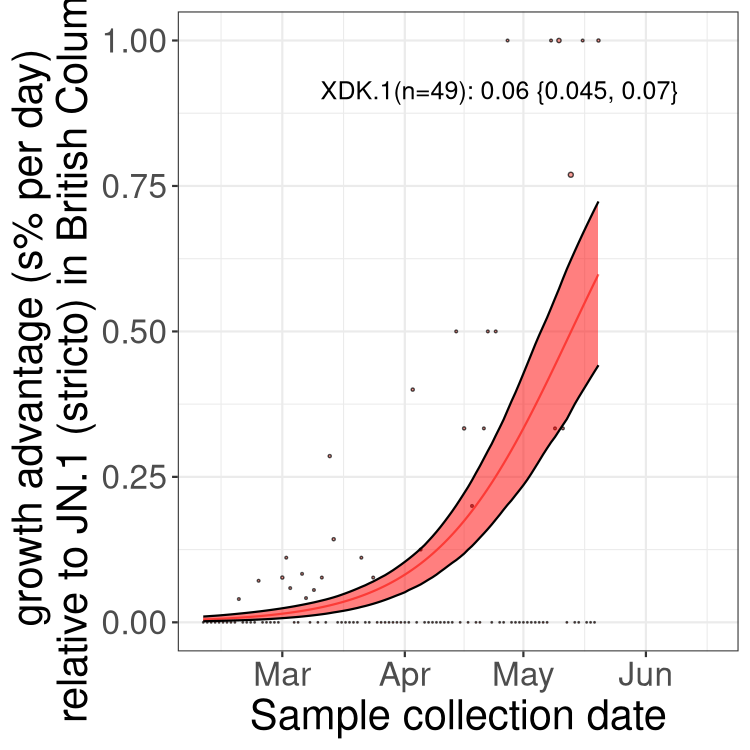 growth advantage (s% per day)
relative to JN.1 (stricto) in British Colum
1.00
0.75
0.50
0.25
0.00
XDK.1(n=49): 0.06 {0.045, 0.07}
Mar Apr May Jun
Sample collection date